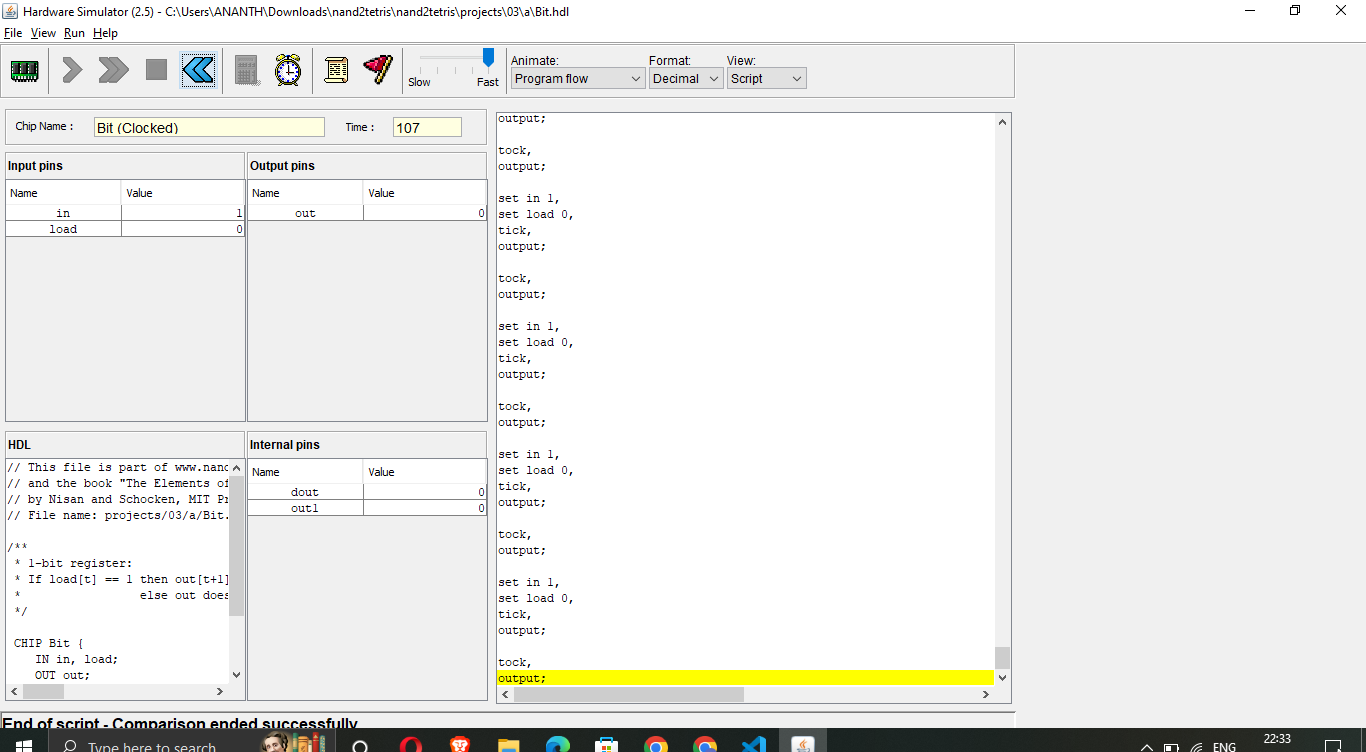 Hardware Simulator (2.5) - C:\Users\ANANTH\Downloads\nand2tetris\nand2tetris\projects\03\a\Bit.hdl
File View Run Help
Slow Fast
Animate: Format: View:
Program flow Decimal Script
Chip Name : Bit (Clocked) Time : 107
Input pins
Name Value
in 1
load 0
Output pins
Name Value
out 0
HDL
// This file is part of www.nand
// and the book "The Elements of
// by Nisan and Schocken, MIT Pr
// File name: projects/03/a/Bit.
/**
* 1-bit register:
* If load[t] == 1 then out[t+1]
* else out does
*/
CHIP Bit {
IN in, load;
OUT out;
Internal pins
Name Value
dout 0
out1 0
output;
tock,
output;
set in 1,
set load 0,
tick,
output;
tock,
output;
set in 1,
set load 0,
tick,
output;
tock,
output;
set in 1,
set load 0,
tick,
output;
tock,
output;
set in 1,
set load 0,
tick,
output;
tock,
output;
End of script - Comparison ended successfully
Type here to search
ENG
22:33